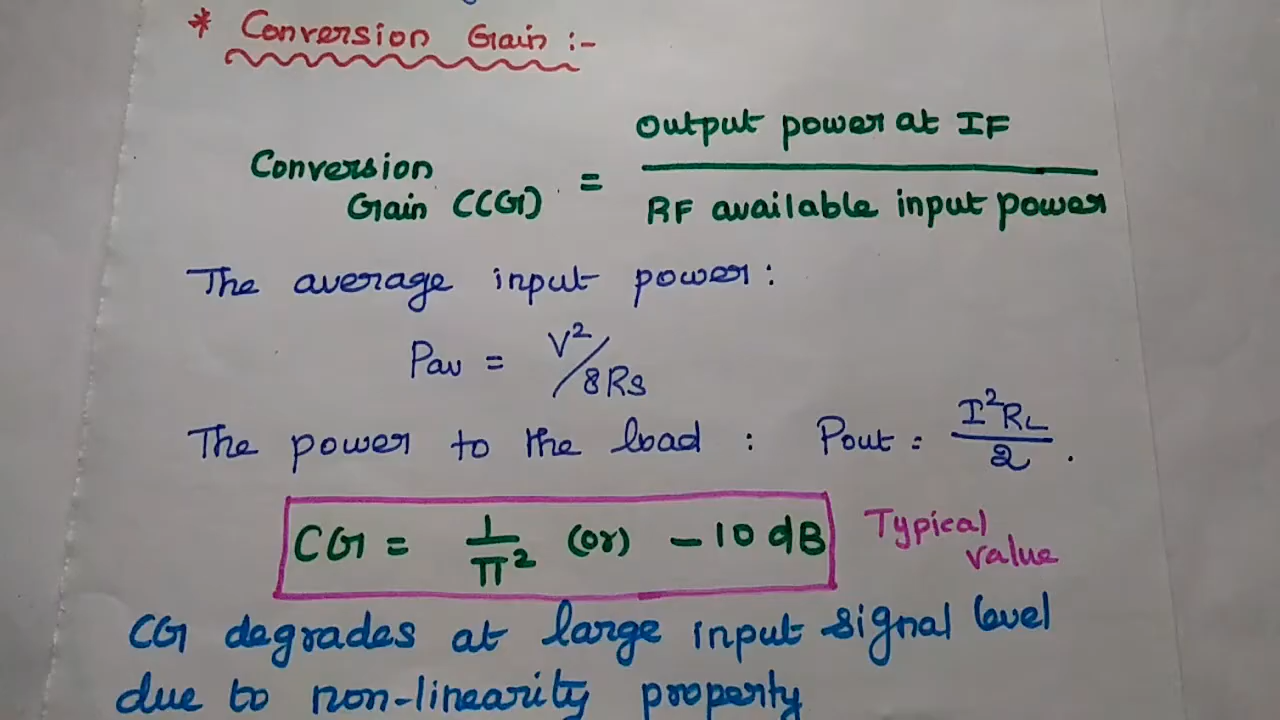 * Conversion Gain :-
Output power at IF
Conversion
Gain (CG) =
RF available input power
The average input power :
Pav = V²/8Rs
The power to the load : Pout = I²RL/2 .
CG = 1/π² (or) - 10 dB Typical value
CG degrades at large input signal level
due to non-linearity property